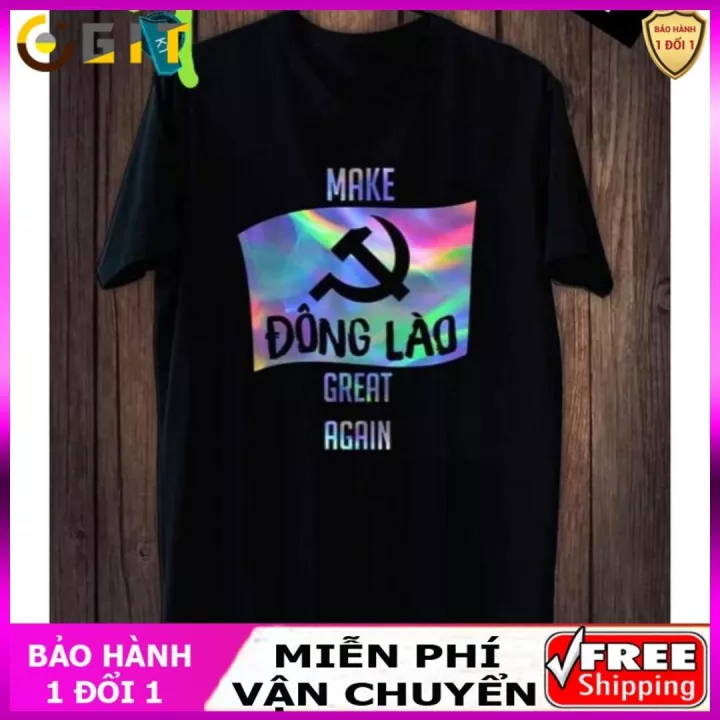 GIT
BẢO HÀNH
1 ĐỔI 1
MAKE
ĐÔNG LÀO
GREAT
AGAIN
BẢO HÀNH
1 ĐỔI 1
MIỄN PHÍ
VẬN CHUYỂN
FREE
Shipping